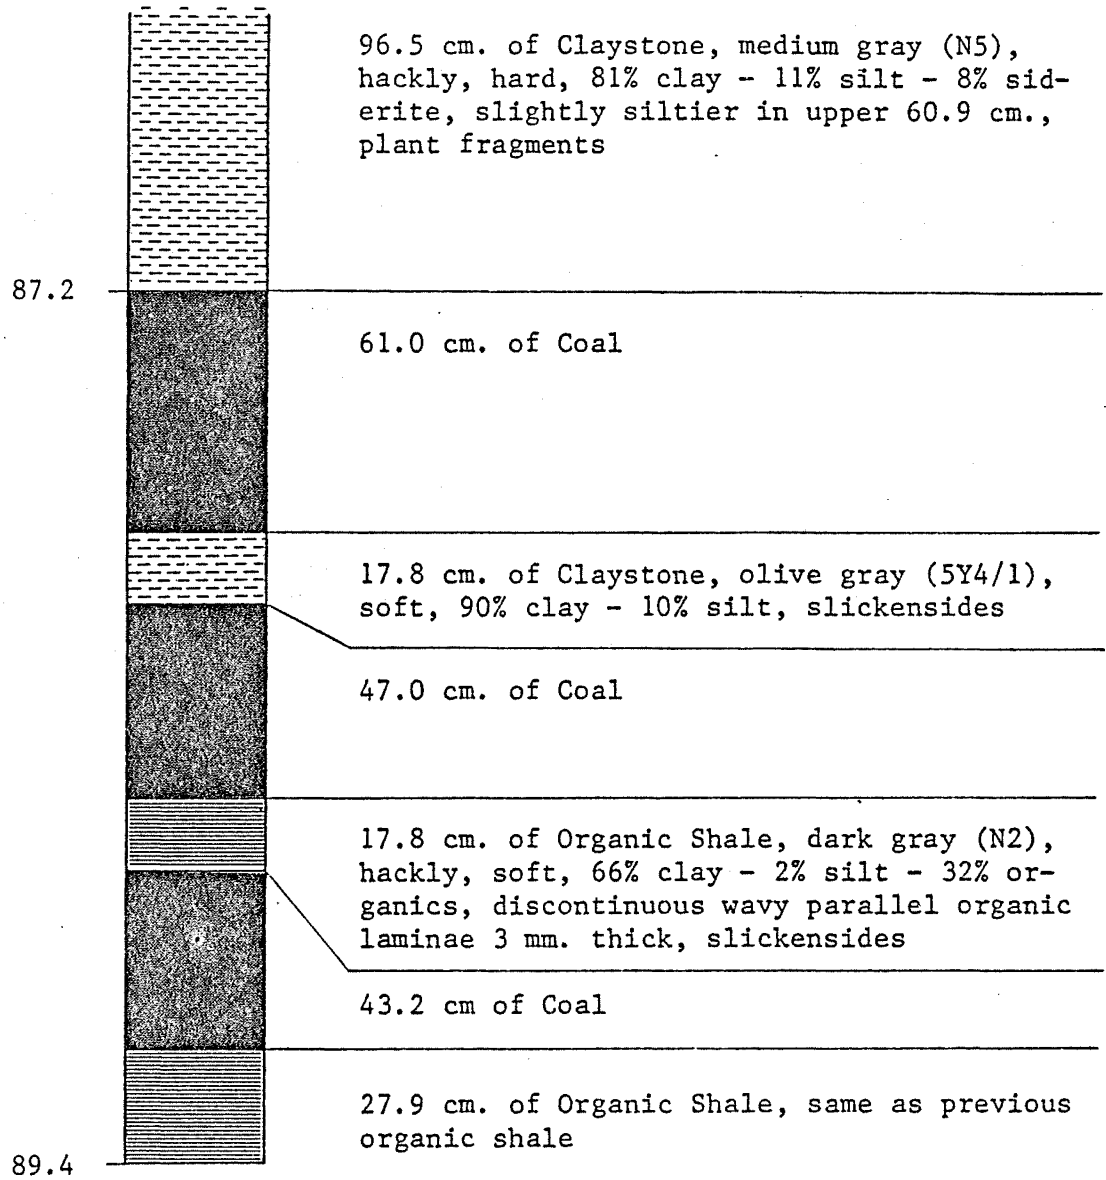 96.5 cm. of Claystone, medium gray (N5),
hackly, hard, 81% clay - 11% silt - 8% sid-
erite, slightly siltier in upper 60.9 cm.,
plant fragments
87.2
61.0 cm. of Coal
17.8 cm. of Claystone, olive gray (5Y4/1),
soft, 90% clay - 10% silt, slickensides
47.0 cm. of Coal
17.8 cm. of Organic Shale, dark gray (N2),
hackly, soft, 66% clay - 2% silt - 32% or-
ganics, discontinuous wavy parallel organic
laminae 3 mm. thick, slickensides
43.2 cm of Coal
27.9 cm. of Organic Shale, same as previous
organic shale
89.4